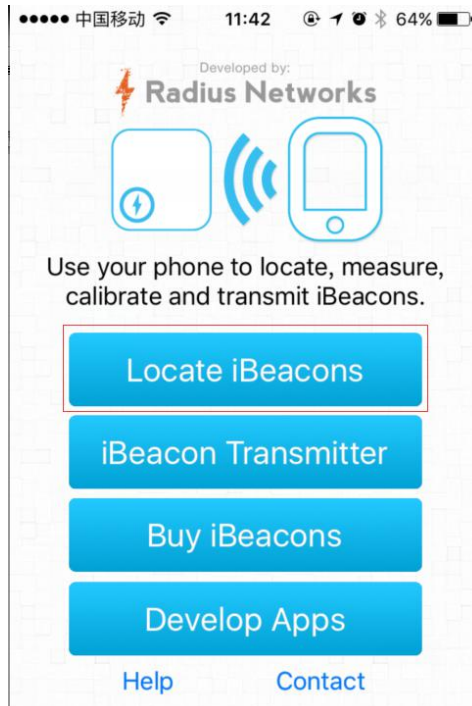 中国移动 11:42 64%
Developed by:
Radius Networks
Use your phone to locate, measure,
calibrate and transmit iBeacons.
Locate iBeacons
iBeacon Transmitter
Buy iBeacons
Develop Apps
Help Contact